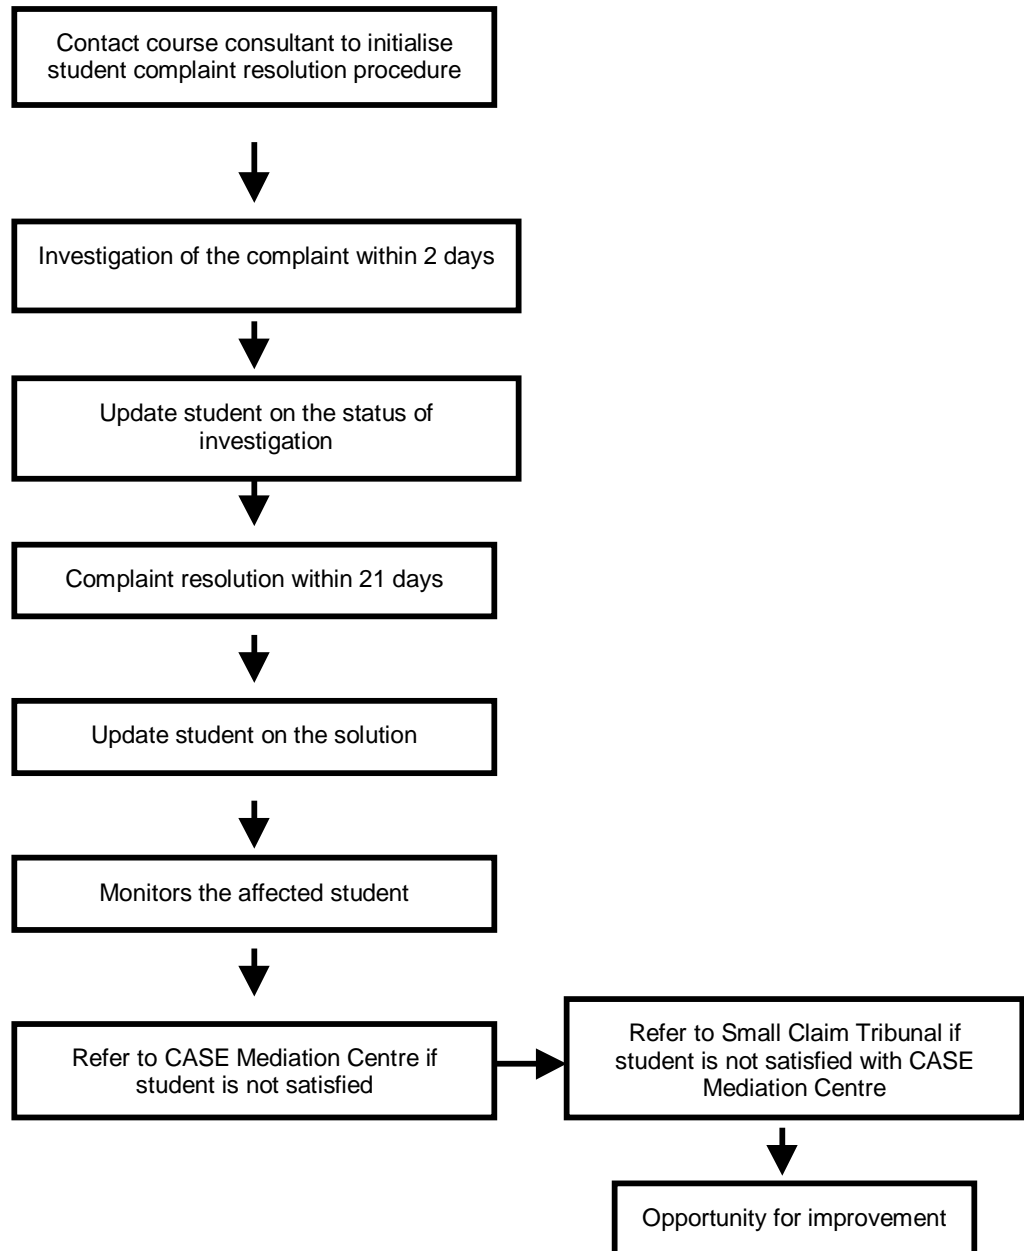 Contact course consultant to initialise
student complaint resolution procedure
Investigation of the complaint within 2 days
Update student on the status of
investigation
Complaint resolution within 21 days
Update student on the solution
Monitors the affected student
Refer to CASE Mediation Centre if
student is not satisfied
Refer to Small Claim Tribunal if
student is not satisfied with CASE
Mediation Centre
Opportunity for improvement